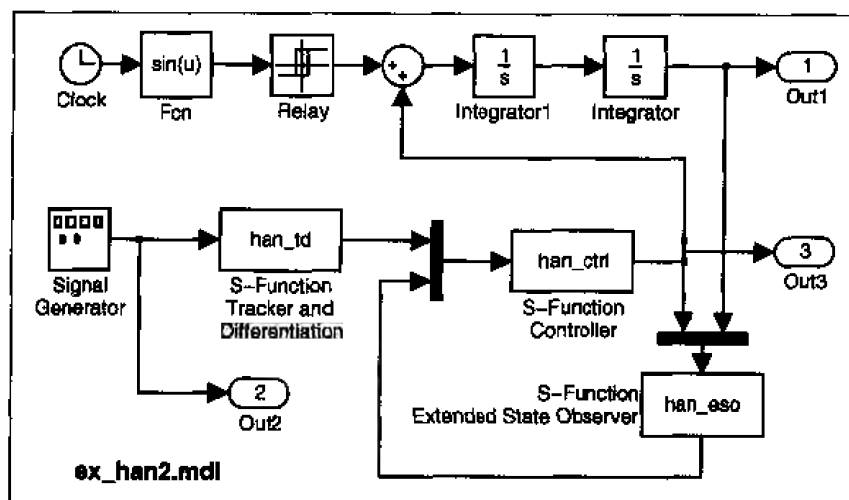 sin(u)
1
s
1
s
1
Clock
Fcn
Relay
Integrator1
Integrator
Out1
han_td
han_ctrl
3
Signal
Generator
S-Function
Tracker and
Differentiation
S-Function
Controller
Out3
2
Out2
S-Function
Extended State Observer
han_eso
ex_han2.mdl